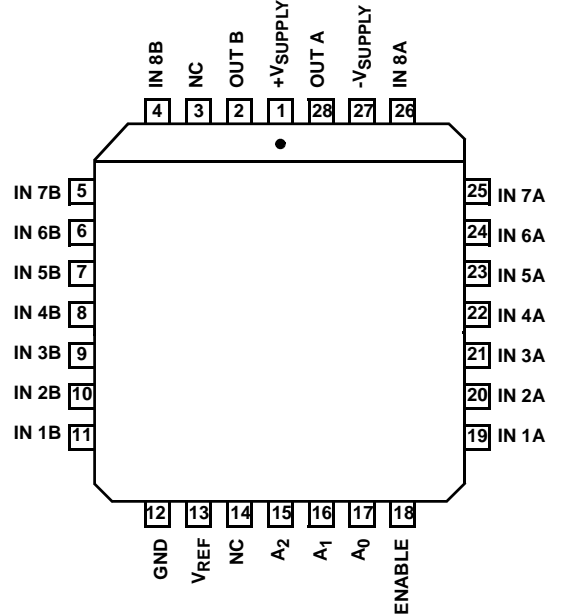 IN 8B
NC
OUT B
+VSUPPLY
OUT A
-VSUPPLY
IN 8A
4
3
2
1
28
27
26
IN 7B 5
IN 6B 6
IN 5B 7
IN 4B 8
IN 3B 9
IN 2B 10
IN 1B 11
25 IN 7A
24 IN 6A
23 IN 5A
22 IN 4A
21 IN 3A
20 IN 2A
19 IN 1A
12
13
14
15
16
17
18
GND
VREF
NC
A2
A1
A0
ENABLE